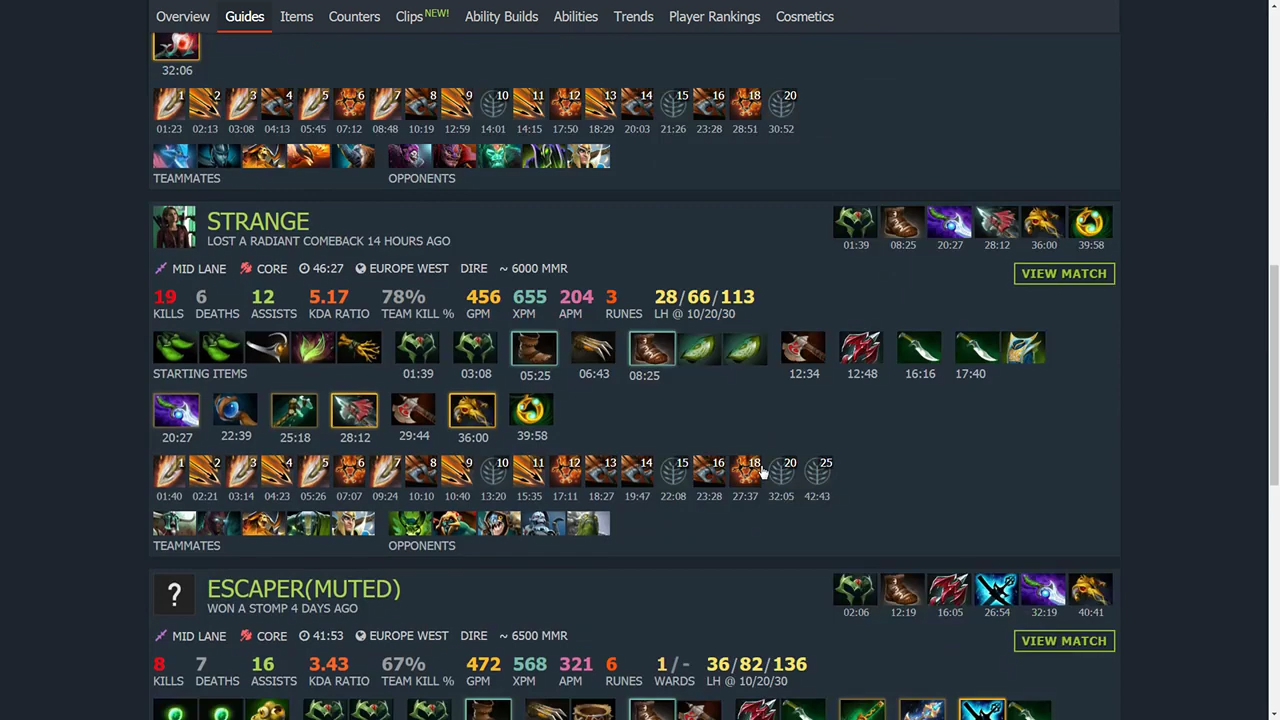 Overview Guides Items Counters Clips NEW! Ability Builds Abilities Trends Player Rankings Cosmetics
32:06
1 2 3 4 5 6 7 8 9 10 11 12 13 14 15 16 18 20
01:23 02:13 03:08 04:13 05:45 07:12 08:48 10:19 12:59 14:01 14:15 17:50 18:29 20:03 21:26 23:28 28:51 30:52
TEAMMATES OPPONENTS
STRANGE
LOST A RADIANT COMEBACK 14 HOURS AGO
01:39 08:25 20:27 28:12 36:00 39:58
MID LANE CORE 46:27 EUROPE WEST DIRE ~ 6000 MMR
VIEW MATCH
19 6 12 5.17 78% 456 655 204 3 28/66/113
KILLS DEATHS ASSISTS KDA RATIO TEAM KILL % GPM XPM APM RUNES LH @ 10/20/30
STARTING ITEMS 01:39 03:08 05:25 06:43 08:25 12:34 12:48 16:16 17:40
20:27 22:39 25:18 28:12 29:44 36:00 39:58
1 2 3 4 5 6 7 8 9 10 11 12 13 14 15 16 18 20 25
01:40 02:21 03:14 04:23 05:26 07:07 09:24 10:10 10:40 13:20 15:35 17:11 18:27 19:47 22:08 23:28 27:37 32:05 42:43
TEAMMATES OPPONENTS
?
ESCAPER(MUTED)
WON A STOMP 4 DAYS AGO
02:06 12:19 16:05 26:54 32:19 40:41
MID LANE CORE 41:53 EUROPE WEST DIRE ~ 6500 MMR
VIEW MATCH
8 7 16 3.43 67% 472 568 321 6 1/- 36/82/136
KILLS DEATHS ASSISTS KDA RATIO TEAM KILL % GPM XPM APM RUNES WARDS LH @ 10/20/30